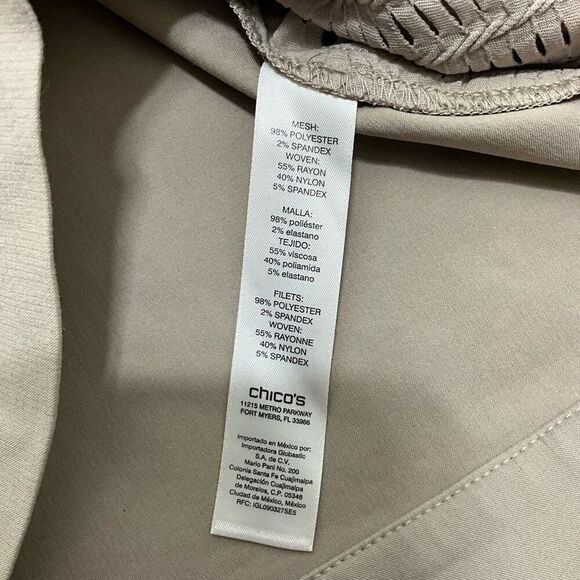 MESH:
98% POLYESTER
2% SPANDEX
WOVEN:
55% RAYON
40% NYLON
5% SPANDEX
MALLA:
98% poliéster
2% elastano
TEJIDO:
55% viscosa
40% poliamida
5% elastano
FILETS:
98% POLYESTER
2% SPANDEX
WOVEN:
55% RAYONNE
40% NYLON
5% SPANDEX
chico's
11215 METRO PARKWAY
FORT MYERS, FL 33966
Importado en México por:
Importadora Globastic
S.A. de C.V.
Mario Pani No. 200
Colonia Santa Fe Cuajimalpa
Delegación Cuajimalpa
de Morelos, C.P. 05348
Ciudad de México, México
RFC: IGL090327SE5